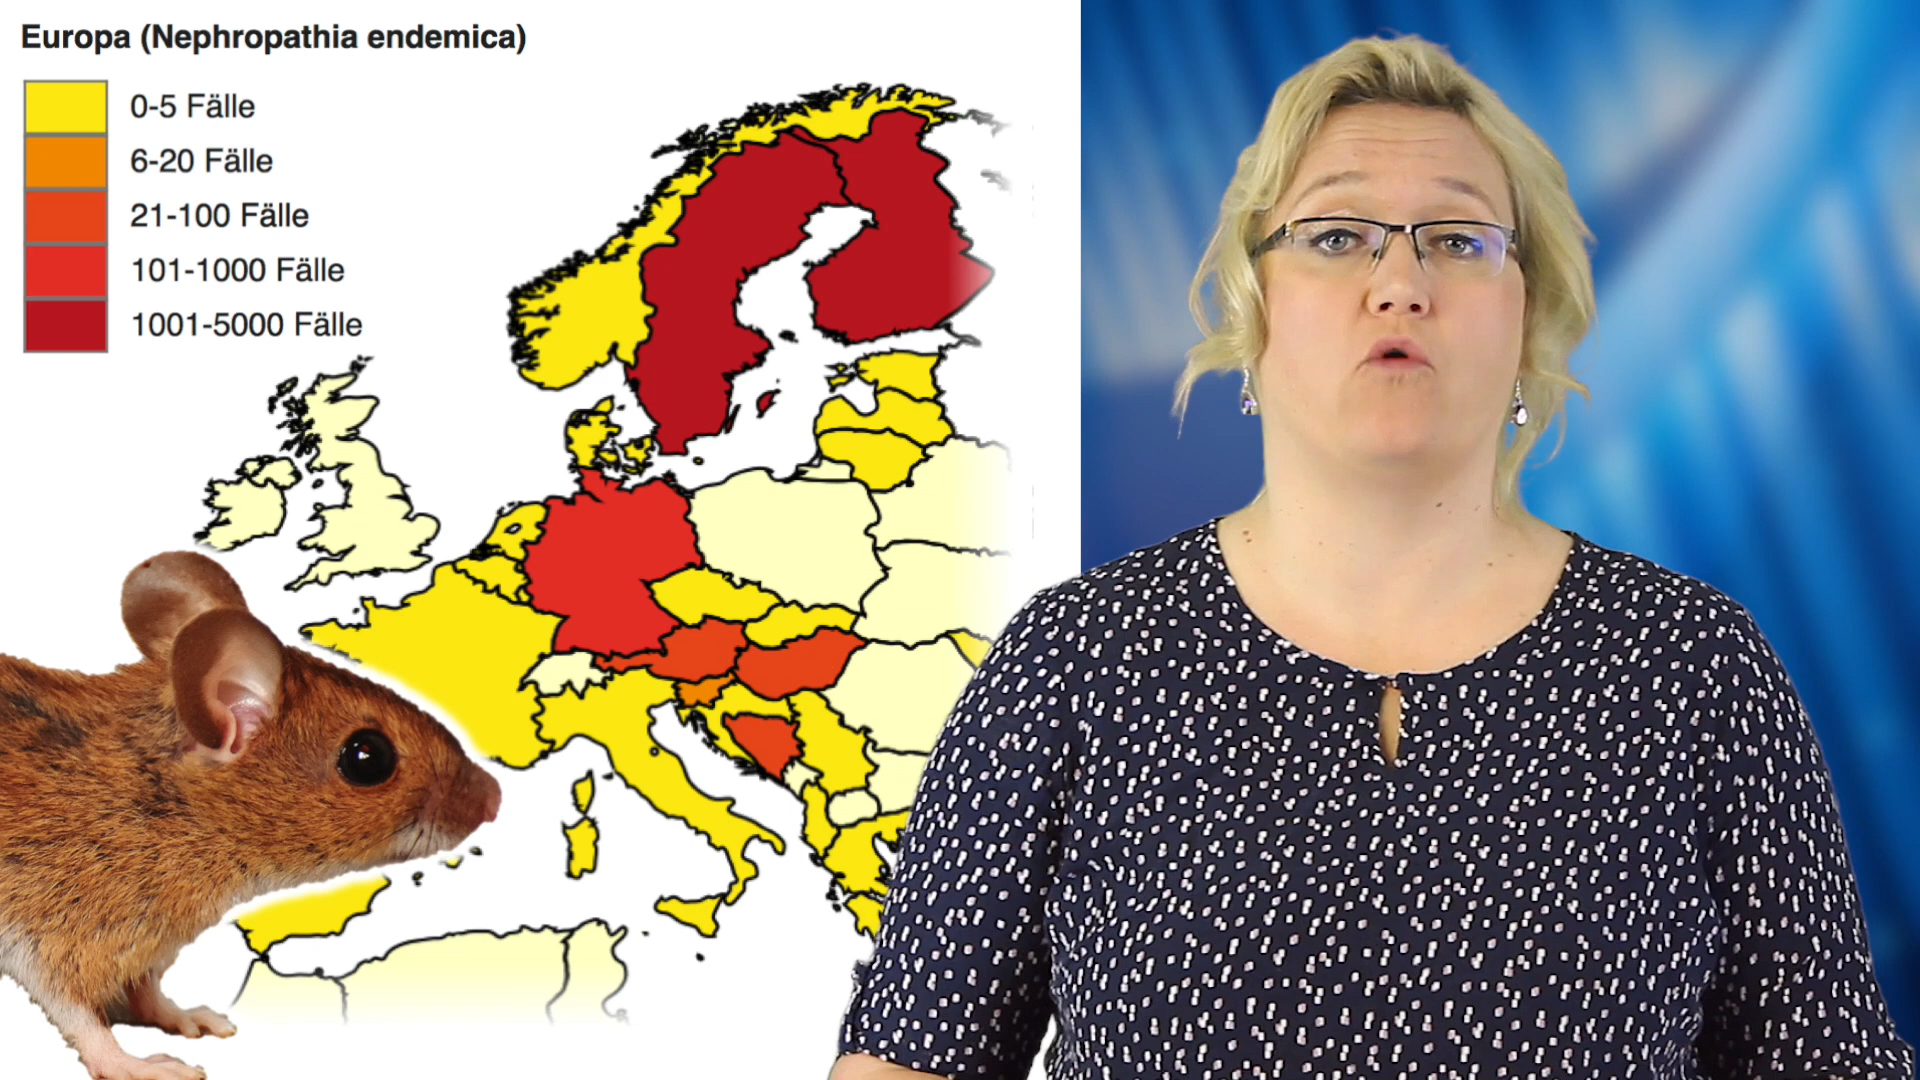 Europa (Nephropathia endemica)
0-5 Fälle
6-20 Fälle
21-100 Fälle
101-1000 Fälle
1001-5000 Fälle